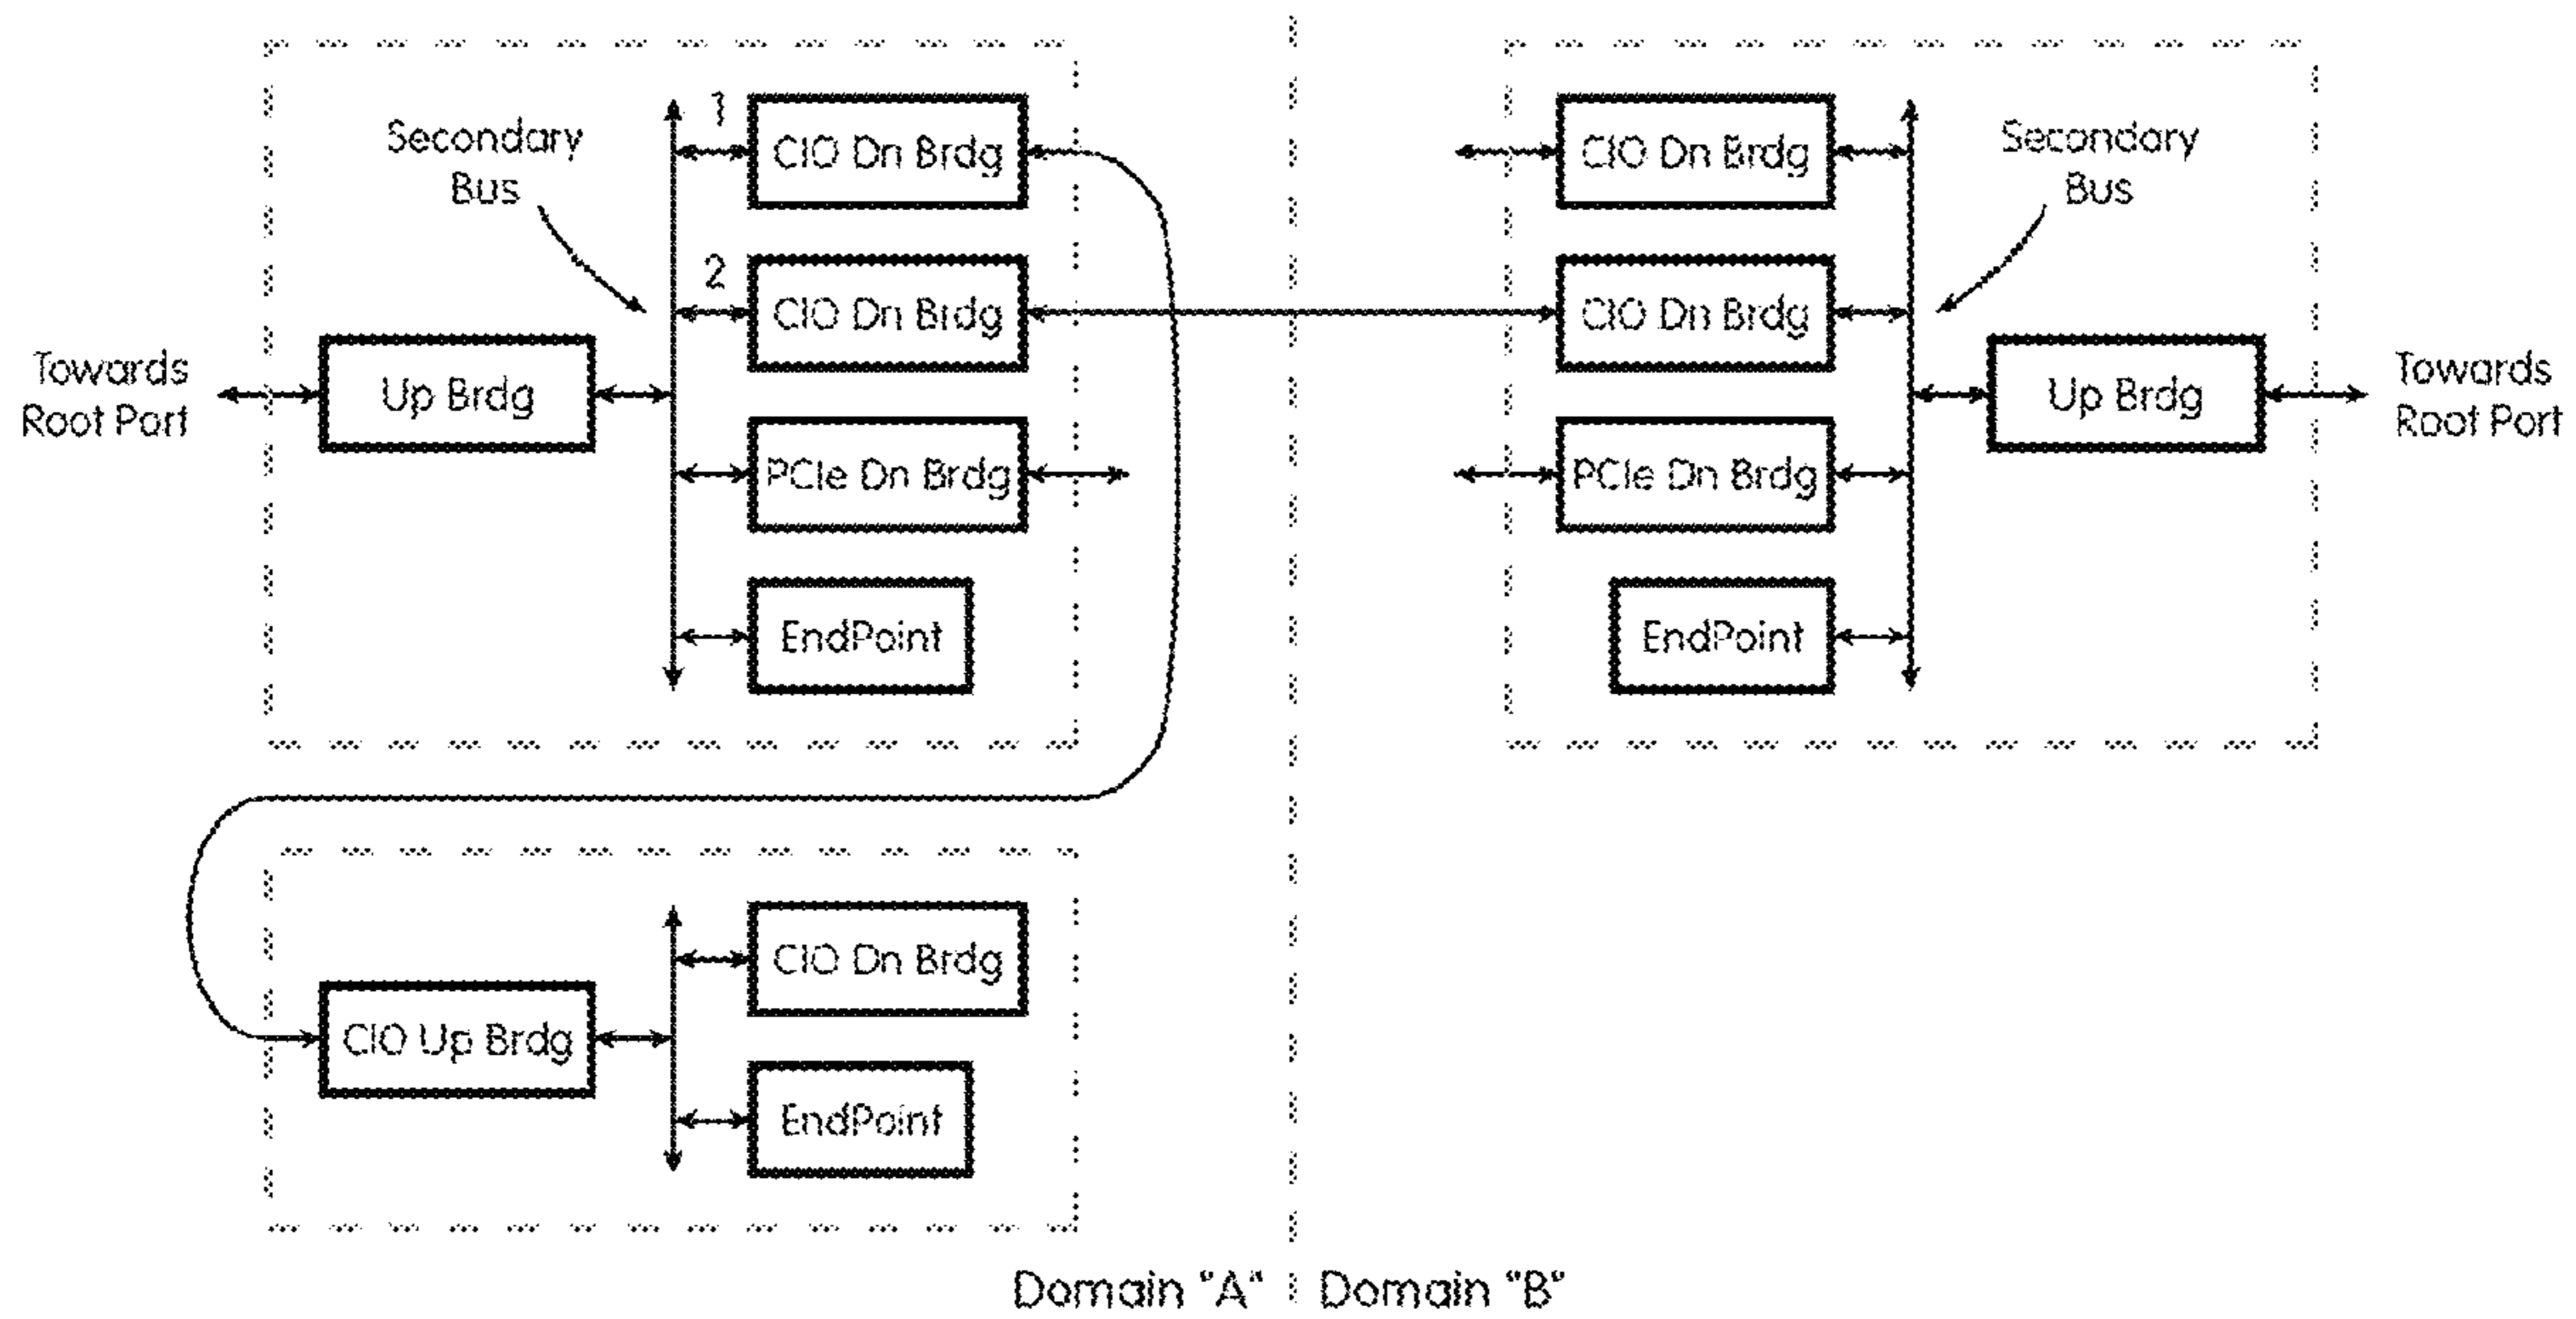 1
CIO Dn Brdg
Secondary
Bus
2
CIO Dn Brdg
Towards
Root Port
Up Brdg
PCIe Dn Brdg
EndPoint
CIO Dn Brdg
Secondary
Bus
CIO Dn Brdg
Up Brdg
Towards
Root Port
PCIe Dn Brdg
EndPoint
CIO Dn Brdg
CIO Up Brdg
EndPoint
Domain "A"
Domain "B"